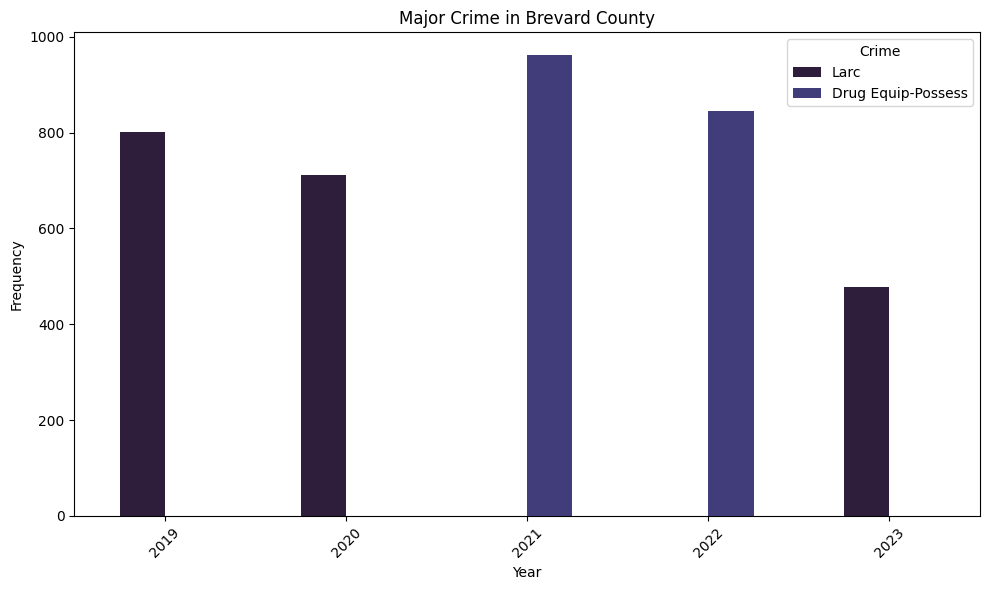 Major Crime in Brevard County
Crime
Larc
Drug Equip-Possess
Frequency
1000
800
600
400
200
0
2019
2020
2021
2022
2023
Year